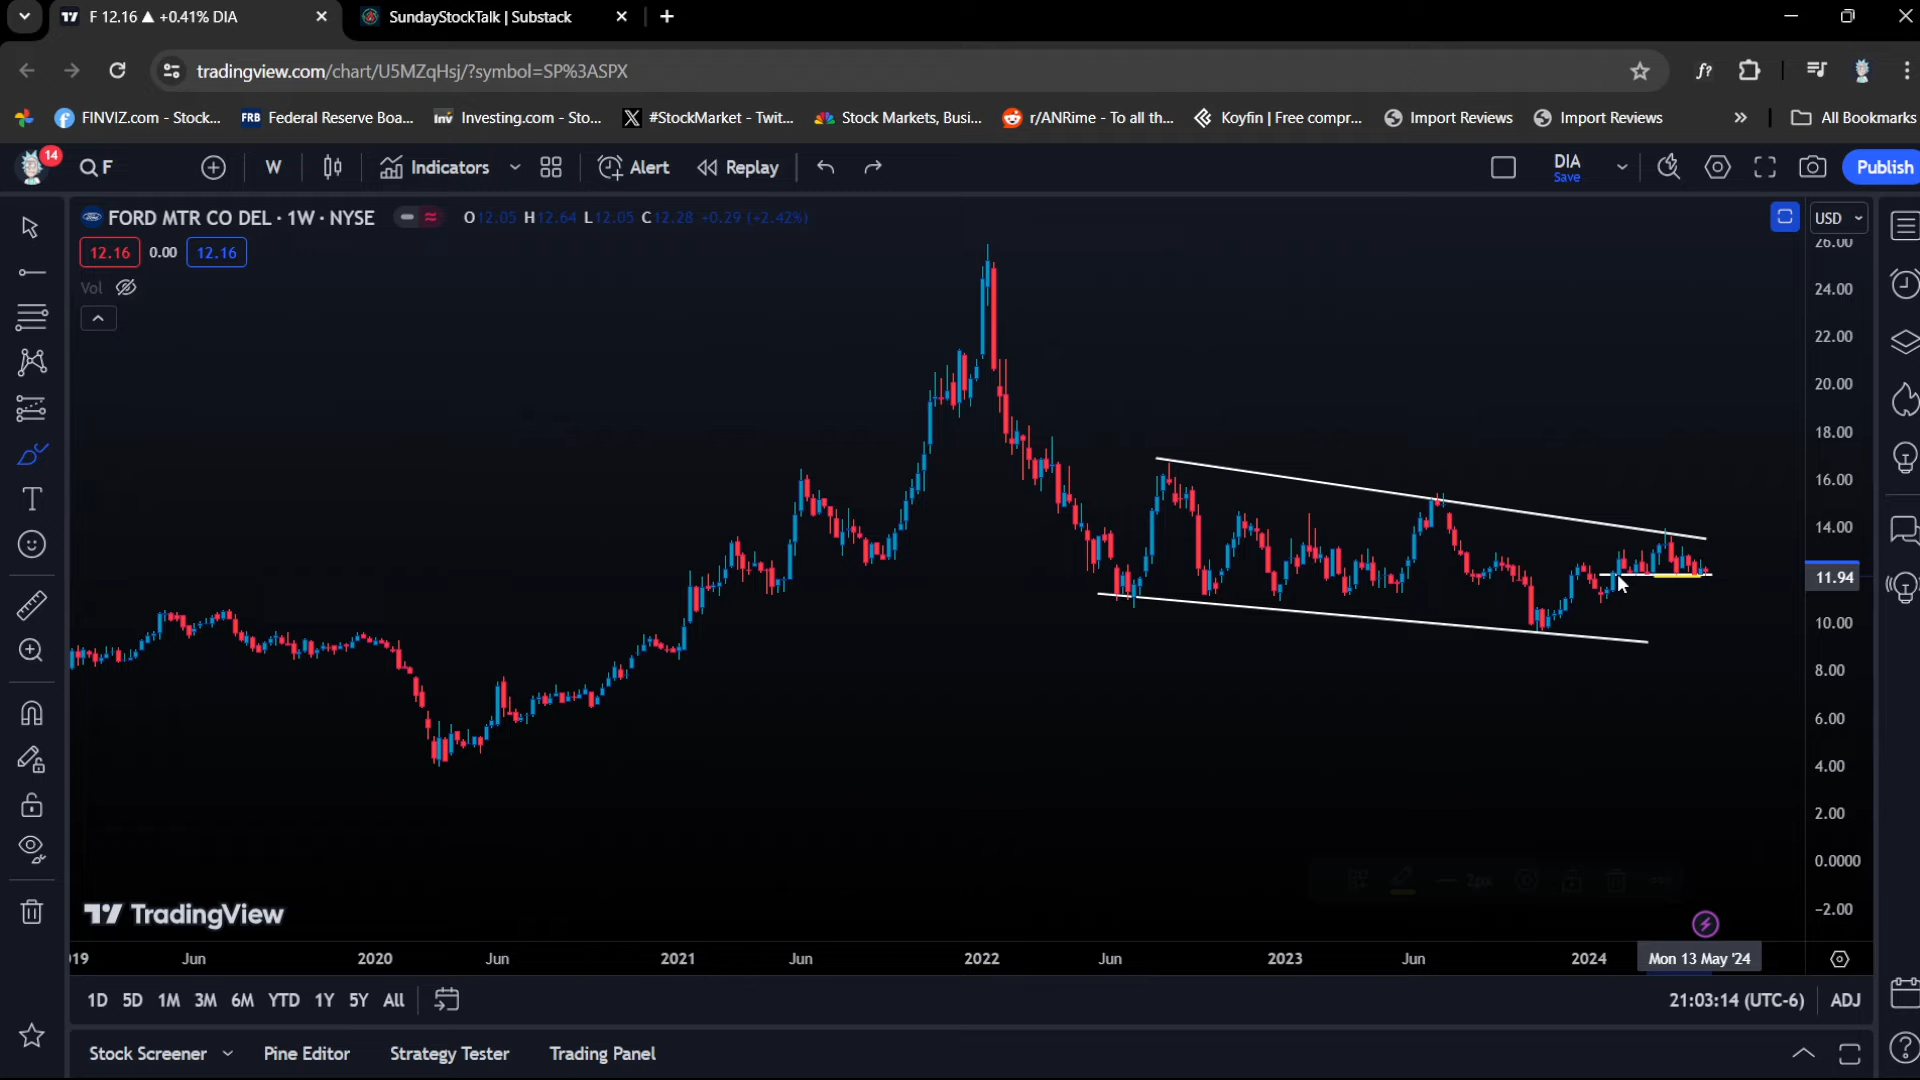 F 12.16 ▲ +0.41% DIA
SundayStockTalk | Substack
tradingview.com/chart/U5MZqHsj/?symbol=SP%3ASPX
FINVIZ.com - Stock...
FRB Federal Reserve Boa...
Inv Investing.com - Sto...
#StockMarket - Twit...
Stock Markets, Busi...
r/ANRime - To all th...
Koyfin | Free compr...
Import Reviews
Import Reviews
All Bookmarks
14
F
W
Indicators
Alert
Replay
DIA
Save
Publish
FORD MTR CO DEL · 1W · NYSE
O12.05 H12.64 L12.05 C12.28 +0.29 (+2.42%)
USD
12.16 0.00 12.16
Vol
26.00
24.00
22.00
20.00
18.00
16.00
14.00
11.94
10.00
8.00
6.00
4.00
2.00
0.0000
−2.00
2px
TradingView
19 Jun 2020 Jun 2021 Jun 2022 Jun 2023 Jun 2024 Mon 13 May '24
1D 5D 1M 3M 6M YTD 1Y 5Y All
21:03:14 (UTC-6) ADJ
Stock Screener
Pine Editor
Strategy Tester
Trading Panel